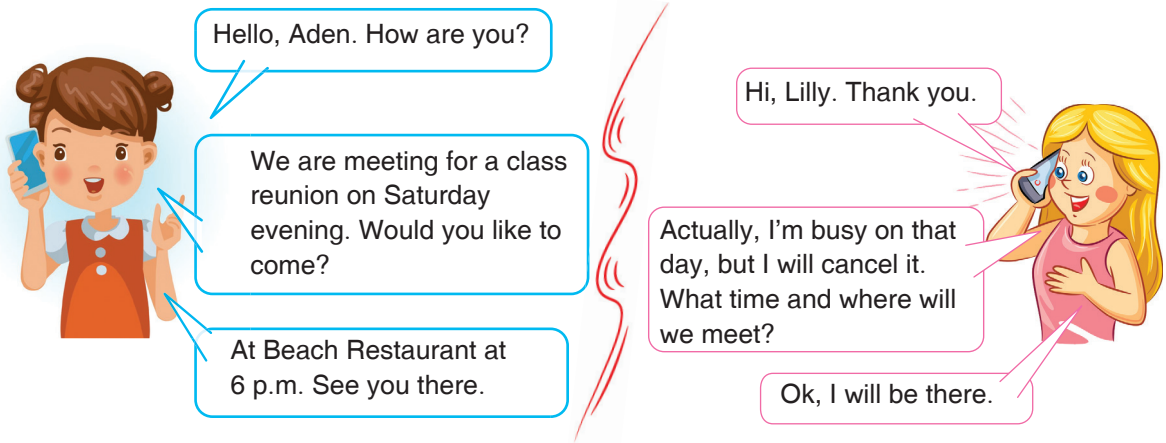 Hello, Aden. How are you?
Hi, Lilly. Thank you.
We are meeting for a class
reunion on Saturday
evening. Would you like to
come?
Actually, I'm busy on that
day, but I will cancel it.
What time and where will
we meet?
At Beach Restaurant at
6 p.m. See you there.
Ok, I will be there.